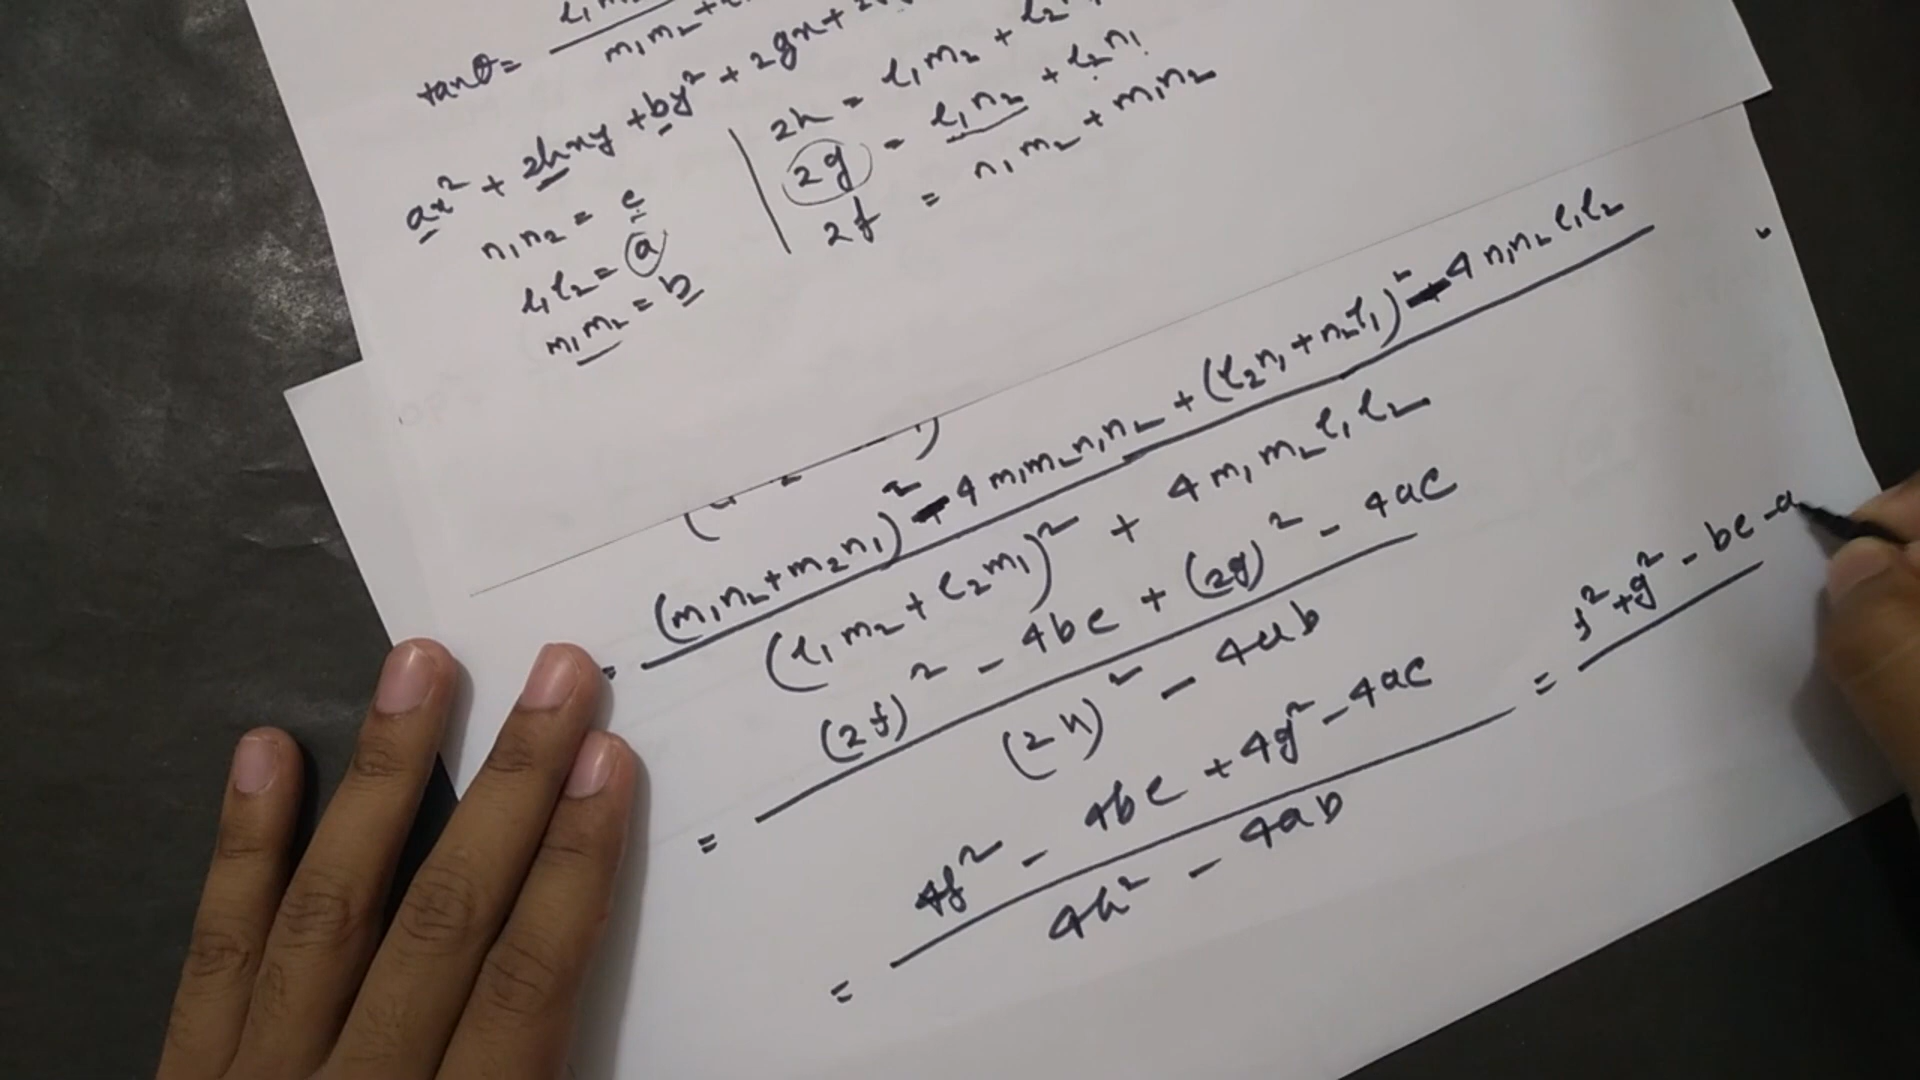 tanθ =
m₁m₂ +
ax² + 2hxy + by² + 2gx +
n₁n₂ = c
l₁l₂ = a
m₁m₂ = b
2h = l₁m₂ + l₂
2g = l₁n₂ + l₂n₁
2f = n₁m₂ + m₁n₂
= (m₁n₂ + m₂n₁)² - 4m₁m₂n₁n₂ + (l₂n₁ + n₂l₁)² - 4n₁n₂l₁l₂
(l₁m₂ + l₂m₁)² + 4m₁m₂l₁l₂
= (2f)² - 4bc + (2g)² - 4ac
(2h)² - 4ab
= 4f² - 4bc + 4g² - 4ac
4h² - 4ab
= f² + g² - bc - a